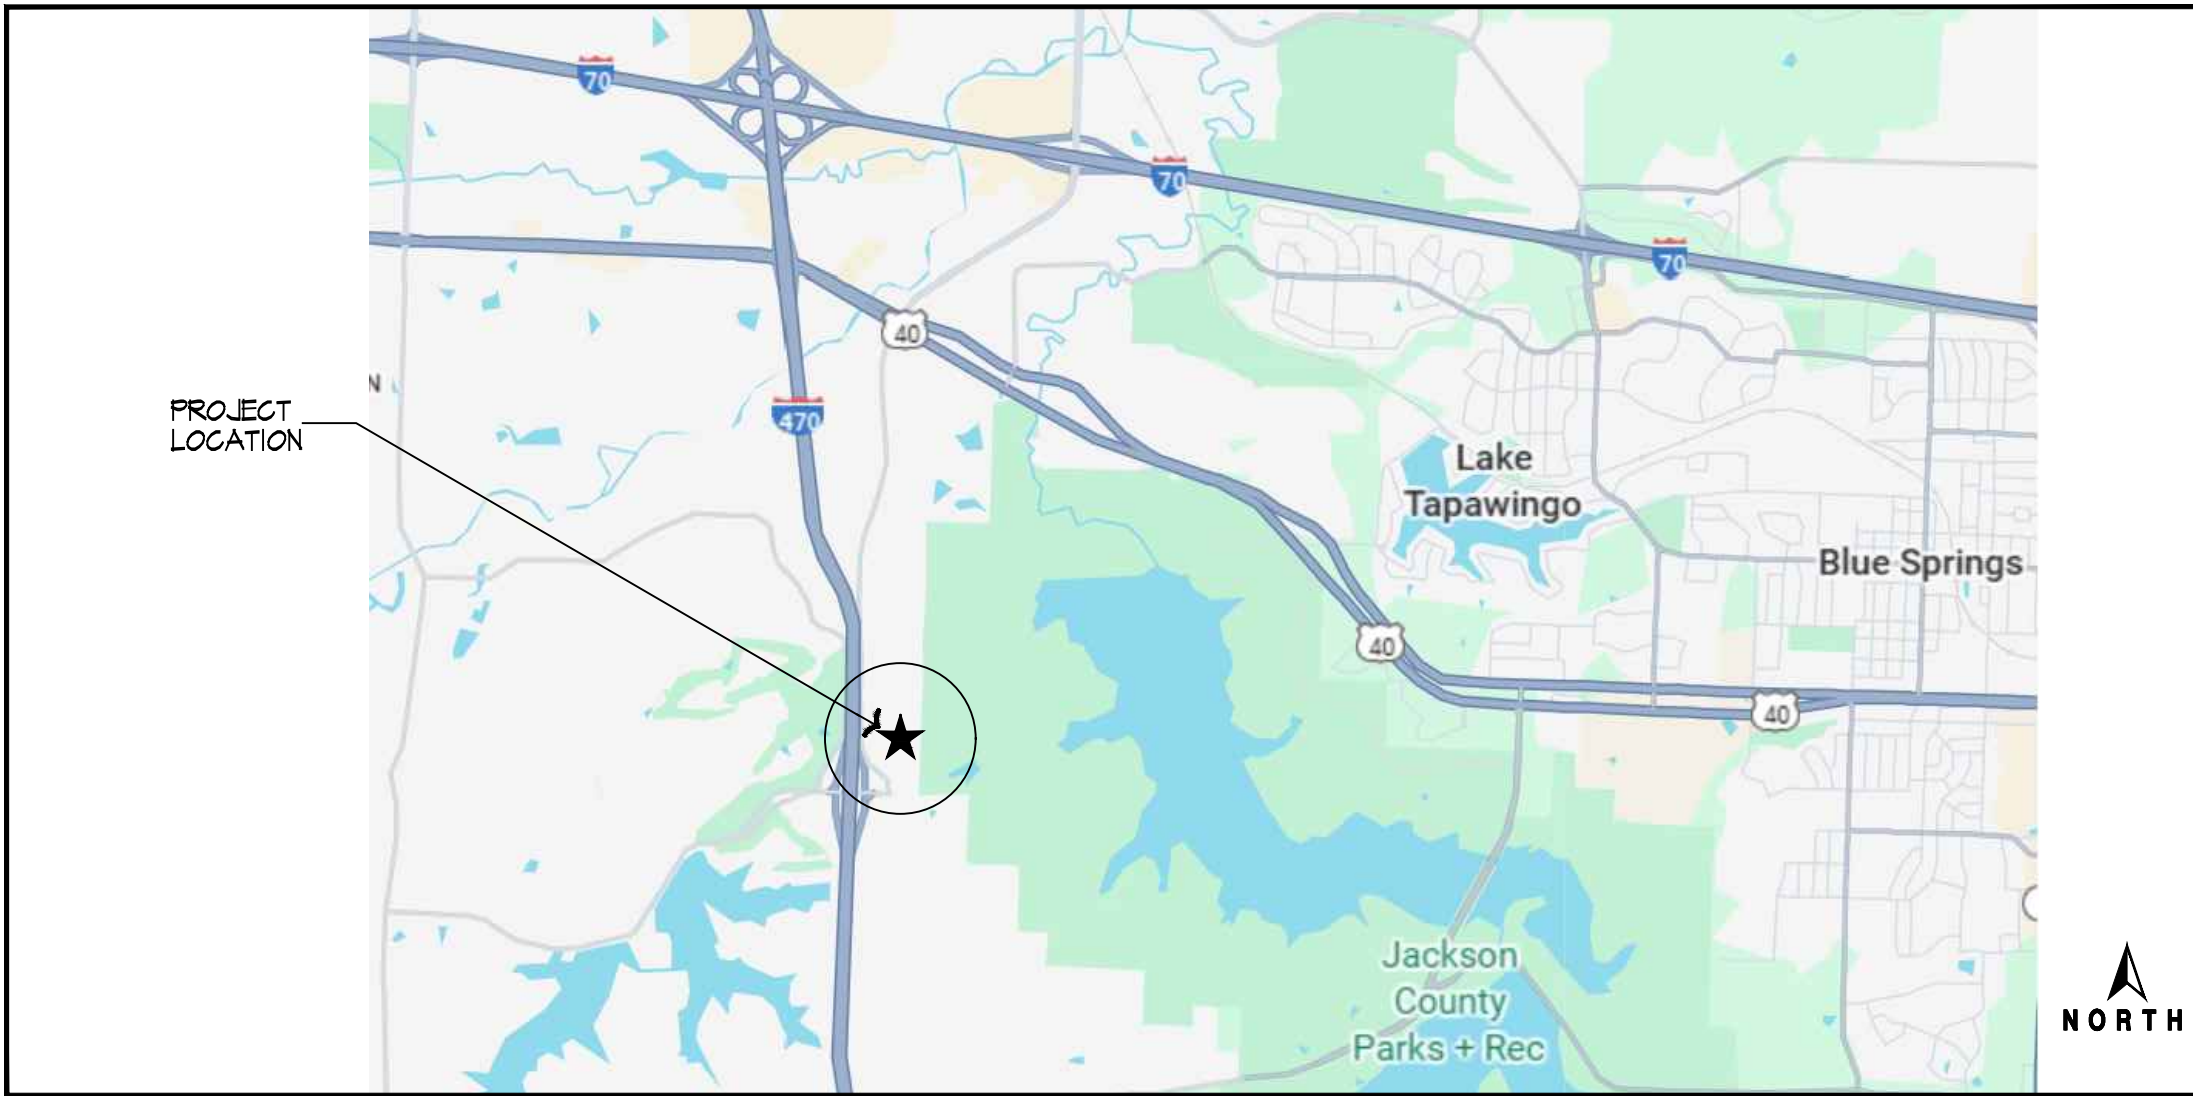 70
70
70
40
N
PROJECT
LOCATION
470
Lake
Tapawingo
Blue Springs
40
40
Jackson
County
Parks + Rec
NORTH